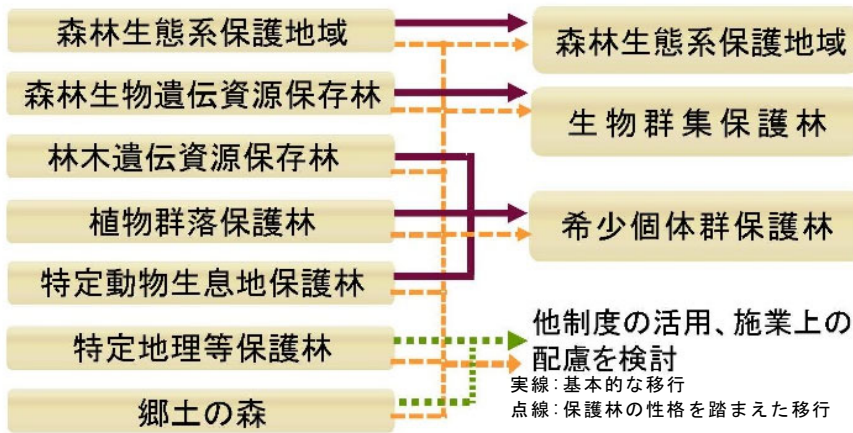 森林生態系保護地域
森林生物遺伝資源保存林
林木遺伝資源保存林
植物群落保護林
特定動物生息地保護林
特定地理等保護林
郷土の森
森林生態系保護地域
生物群集保護林
希少個体群保護林
他制度の活用、施業上の
配慮を検討
実線:基本的な移行
点線:保護林の性格を踏まえた移行